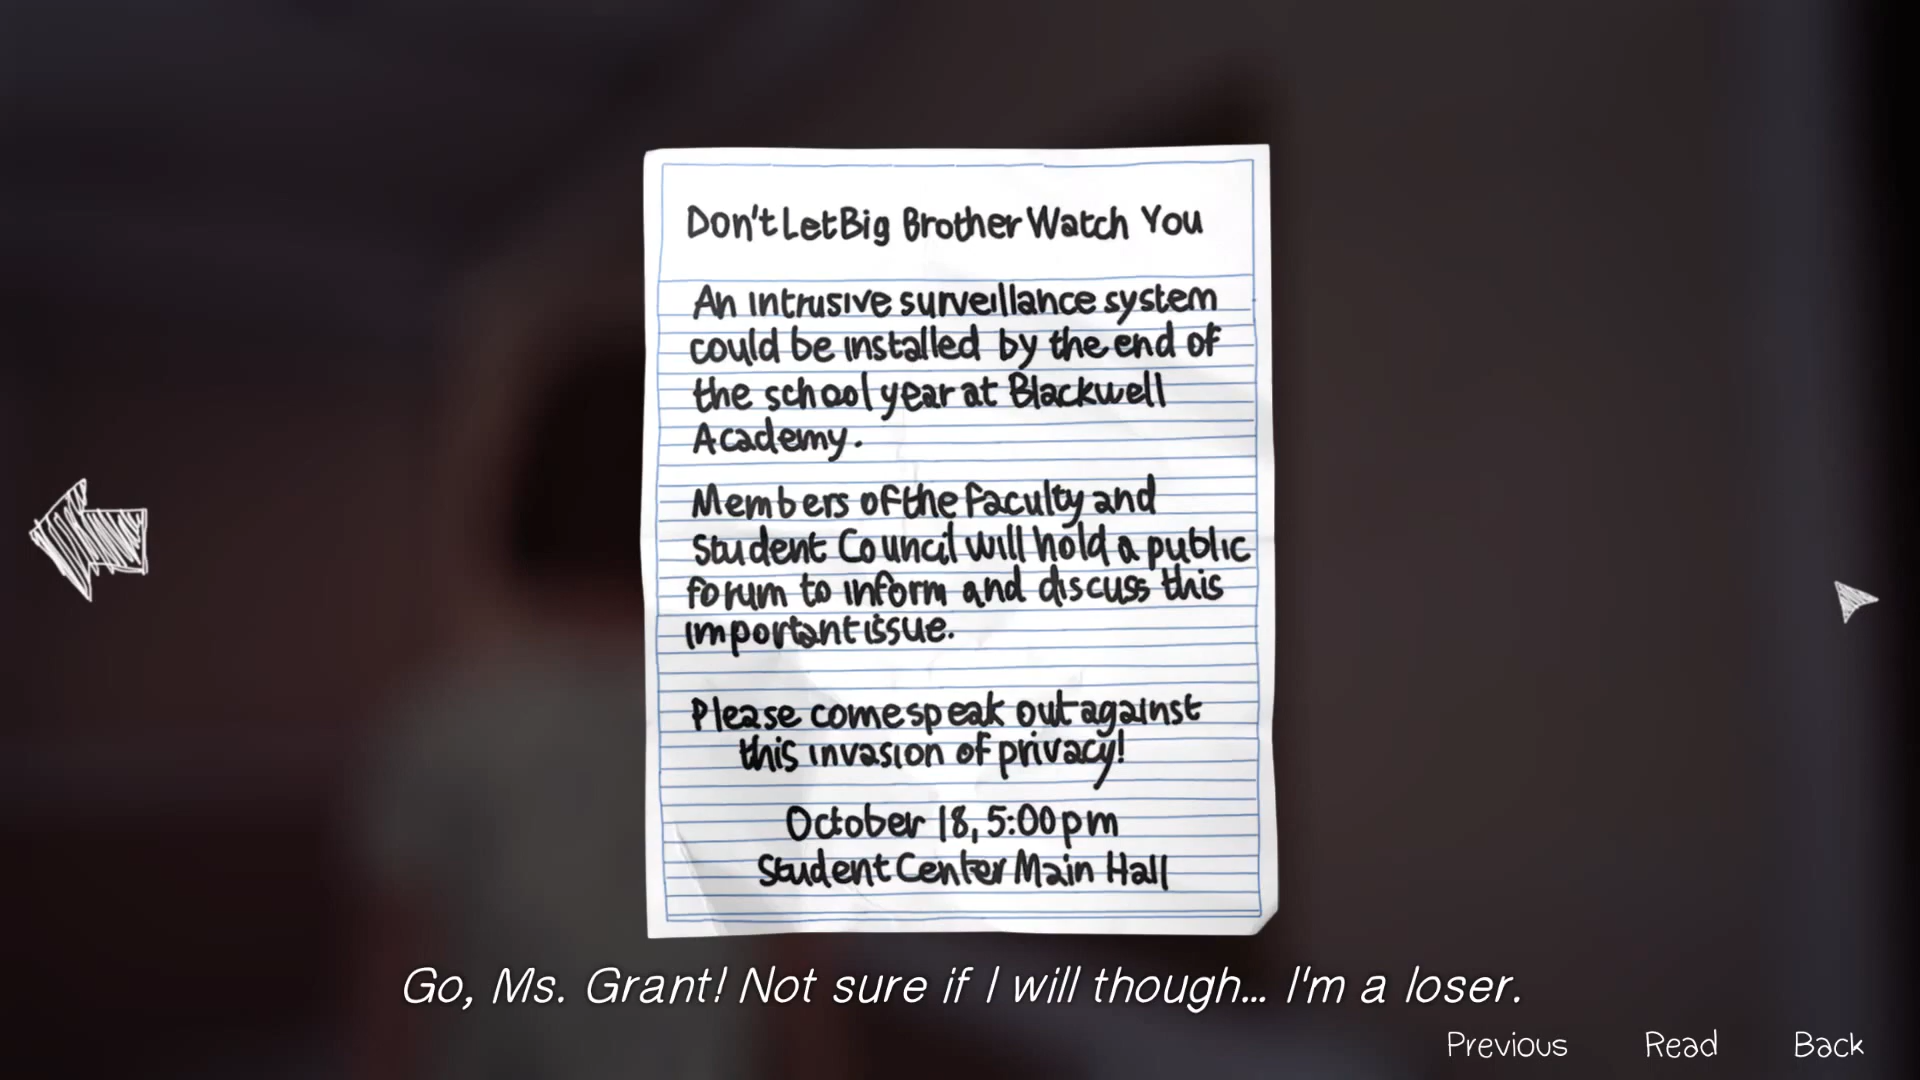 Don't Let Big Brother Watch You
An intrusive surveillance system
could be installed by the end of
the school year at Blackwell
Academy.
Members of the faculty and
Student Council will hold a public
forum to inform and discuss this
important issue.
Please come speak out against
this invasion of privacy!
October 18, 5:00pm
Student Center Main Hall
Go, Ms. Grant! Not sure if I will though... I'm a loser.
Previous Read Back